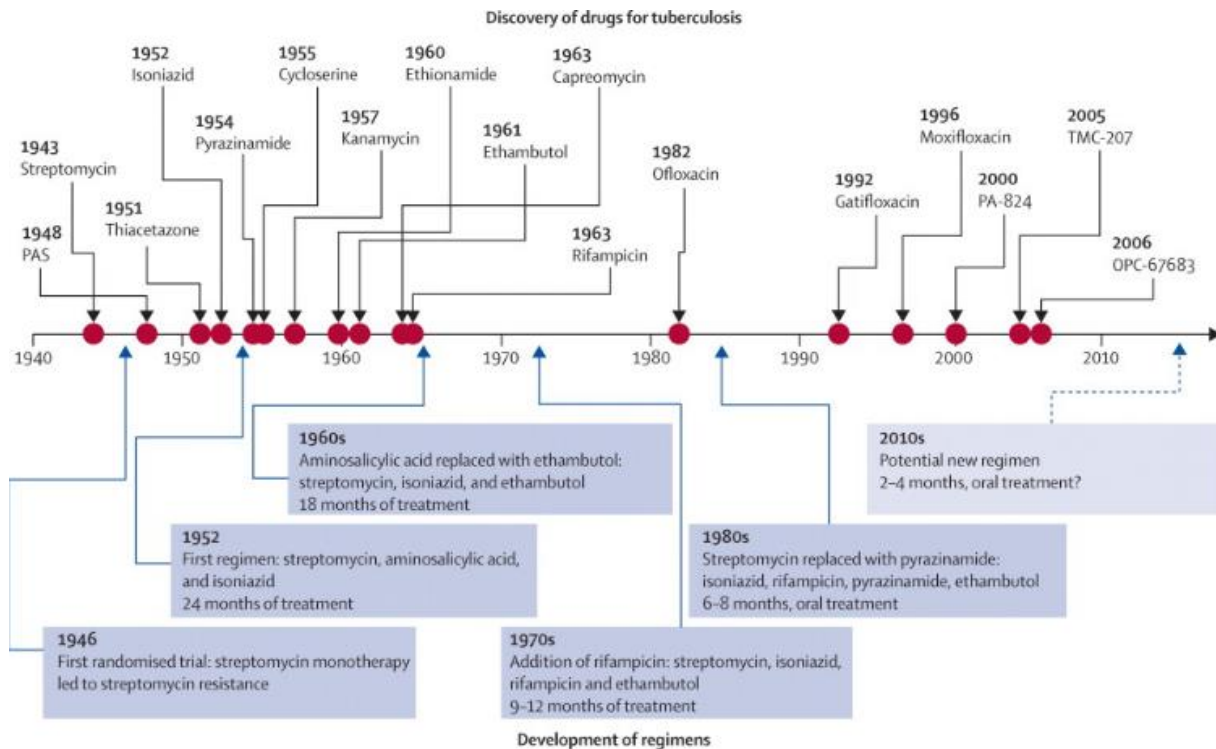 Discovery of drugs for tuberculosis
1943
Streptomycin
1948
PAS
1951
Thiacetazone
1952
Isoniazid
1954
Pyrazinamide
1955
Cycloserine
1957
Kanamycin
1960
Ethionamide
1961
Ethambutol
1963
Capreomycin
1963
Rifampicin
1982
Ofloxacin
1992
Gatifloxacin
1996
Moxifloxacin
2000
PA-824
2005
TMC-207
2006
OPC-67683
1940
1950
1960
1970
1980
1990
2000
2010
1960s
Aminosalicylic acid replaced with ethambutol:
streptomycin, isoniazid, and ethambutol
18 months of treatment
2010s
Potential new regimen
2–4 months, oral treatment?
1952
First regimen: streptomycin, aminosalicylic acid,
and isoniazid
24 months of treatment
1980s
Streptomycin replaced with pyrazinamide:
isoniazid, rifampicin, pyrazinamide, ethambutol
6–8 months, oral treatment
1946
First randomised trial: streptomycin monotherapy
led to streptomycin resistance
1970s
Addition of rifampicin: streptomycin, isoniazid,
rifampicin and ethambutol
9–12 months of treatment
Development of regimens